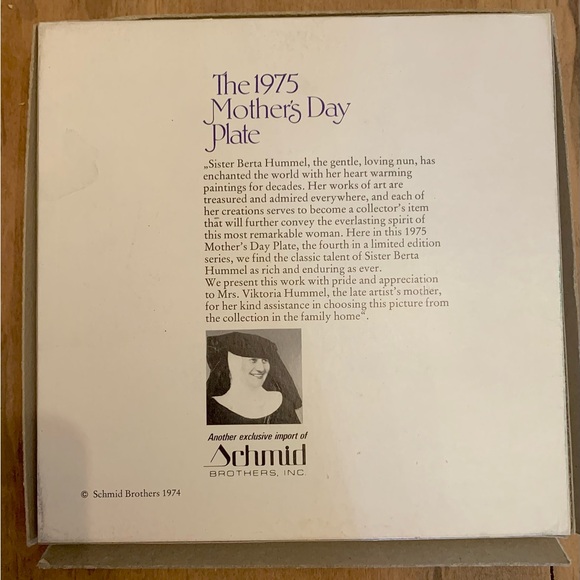 The 1975
Mother's Day
Plate
„Sister Berta Hummel, the gentle, loving nun, has
enchanted the world with her heart warming
paintings for decades. Her works of art are
treasured and admired everywhere, and each of
her creations serves to become a collector's item
that will further convey the everlasting spirit of
this most remarkable woman. Here in this 1975
Mother's Day Plate, the fourth in a limited edition
series, we find the classic talent of Sister Berta
Hummel as rich and enduring as ever.
We present this work with pride and appreciation
to Mrs. Viktoria Hummel, the late artist's mother,
for her kind assistance in choosing this picture from
the collection in the family home“.
Another exclusive import of
Schmid
BROTHERS, INC.
© Schmid Brothers 1974